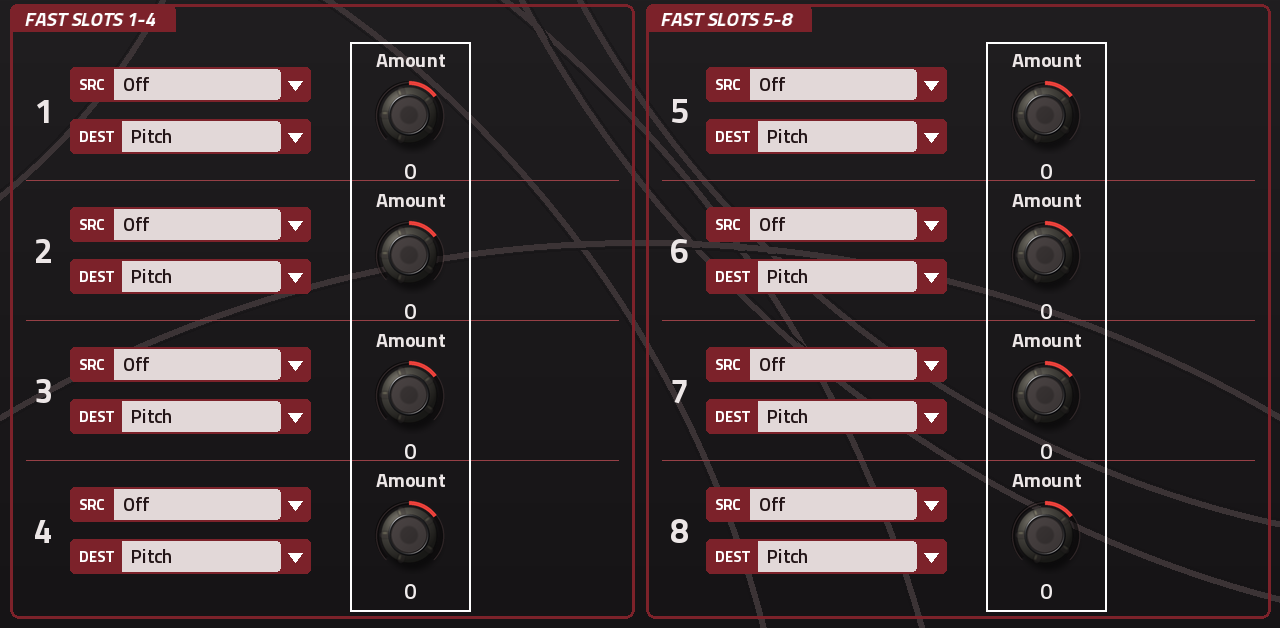 FAST SLOTS 1-4
Amount
SRC Off
1
DEST Pitch
0
Amount
SRC Off
2
DEST Pitch
0
Amount
SRC Off
3
DEST Pitch
0
Amount
SRC Off
4
DEST Pitch
0
FAST SLOTS 5-8
Amount
SRC Off
5
DEST Pitch
0
Amount
SRC Off
6
DEST Pitch
0
Amount
SRC Off
7
DEST Pitch
0
Amount
SRC Off
8
DEST Pitch
0